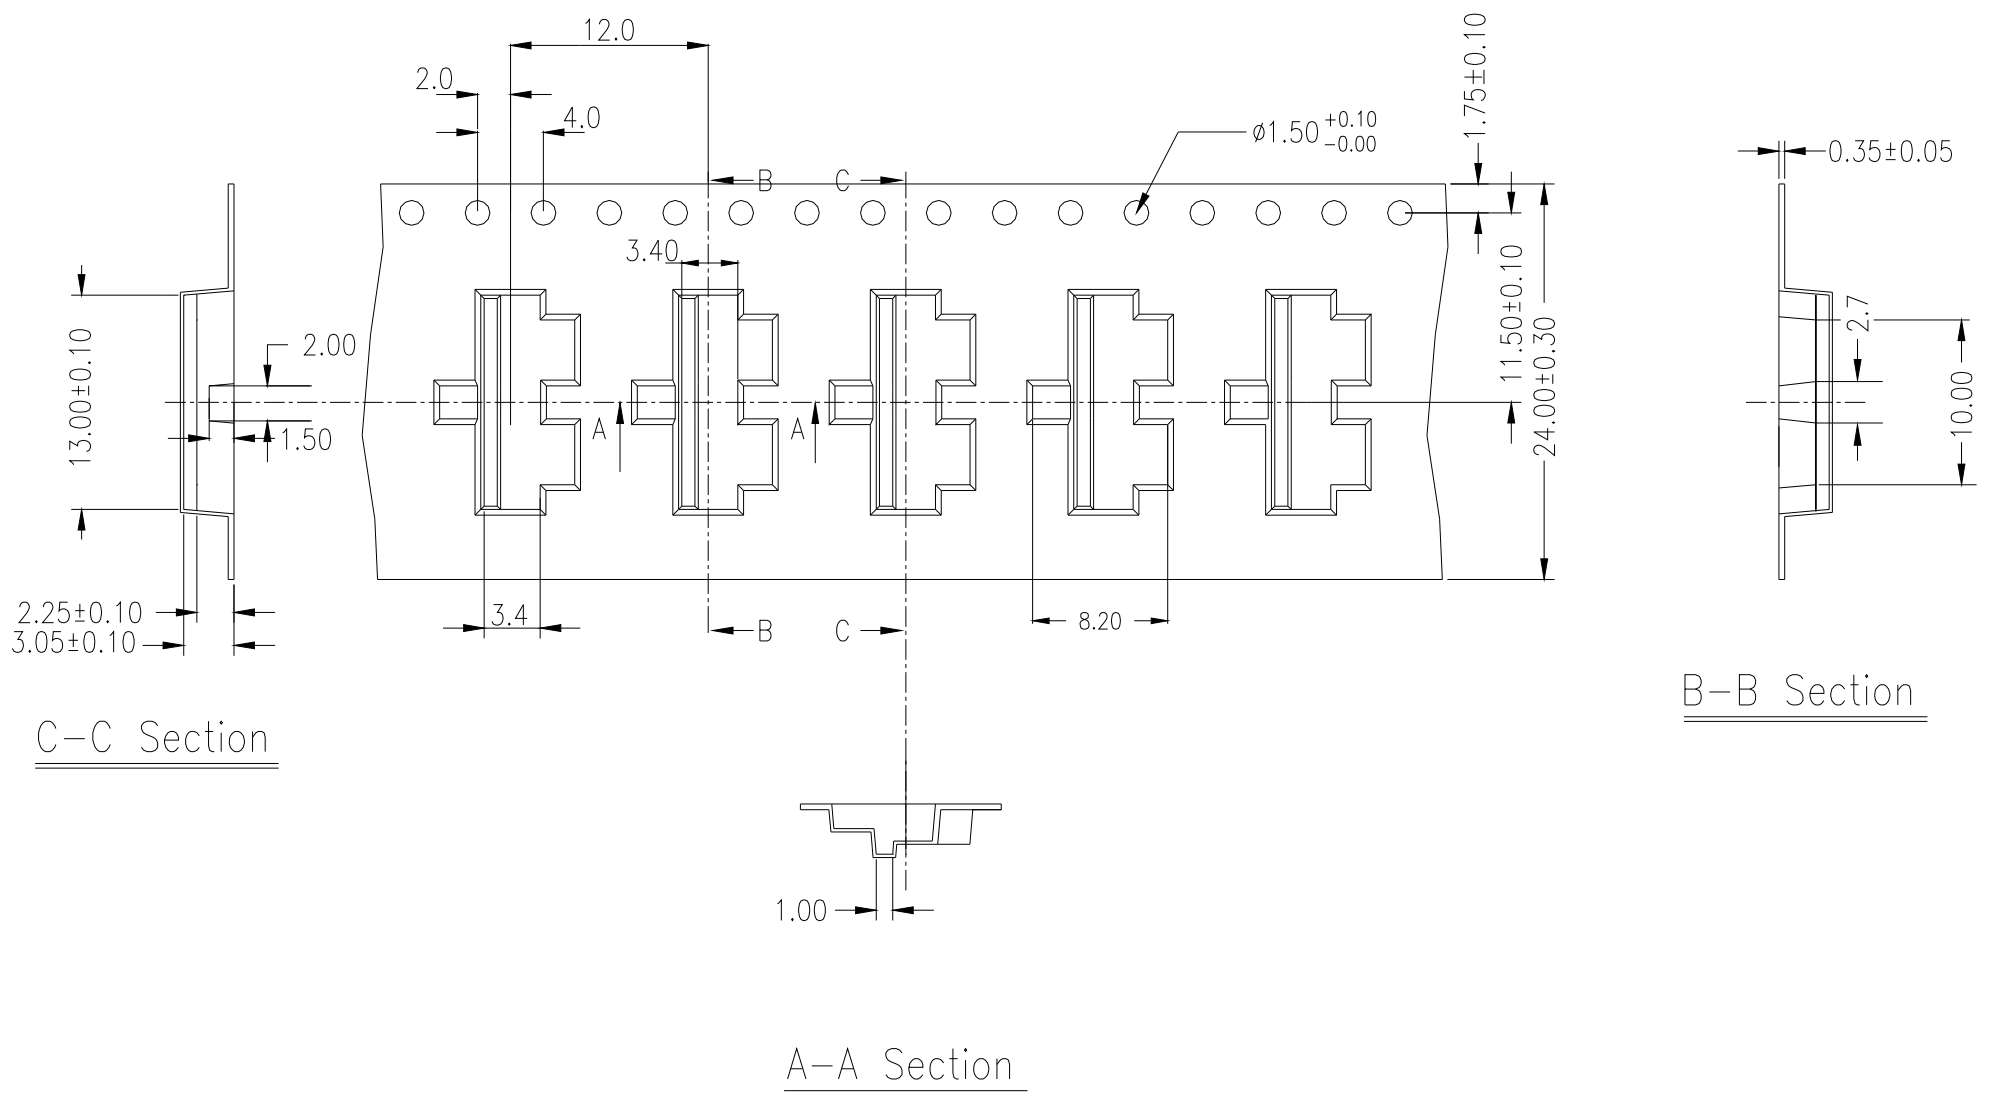 12.0
2.0
4.0
ø1.50 +0.10
-0.00
1.75±0.10
0.35±0.05
B
C
3.40
11.50±0.10
24.00±0.30
2.7
10.00
13.00±0.10
2.00
1.50
A
A
2.25±0.10
3.05±0.10
3.4
B
C
8.20
B-B Section
C-C Section
1.00
A-A Section